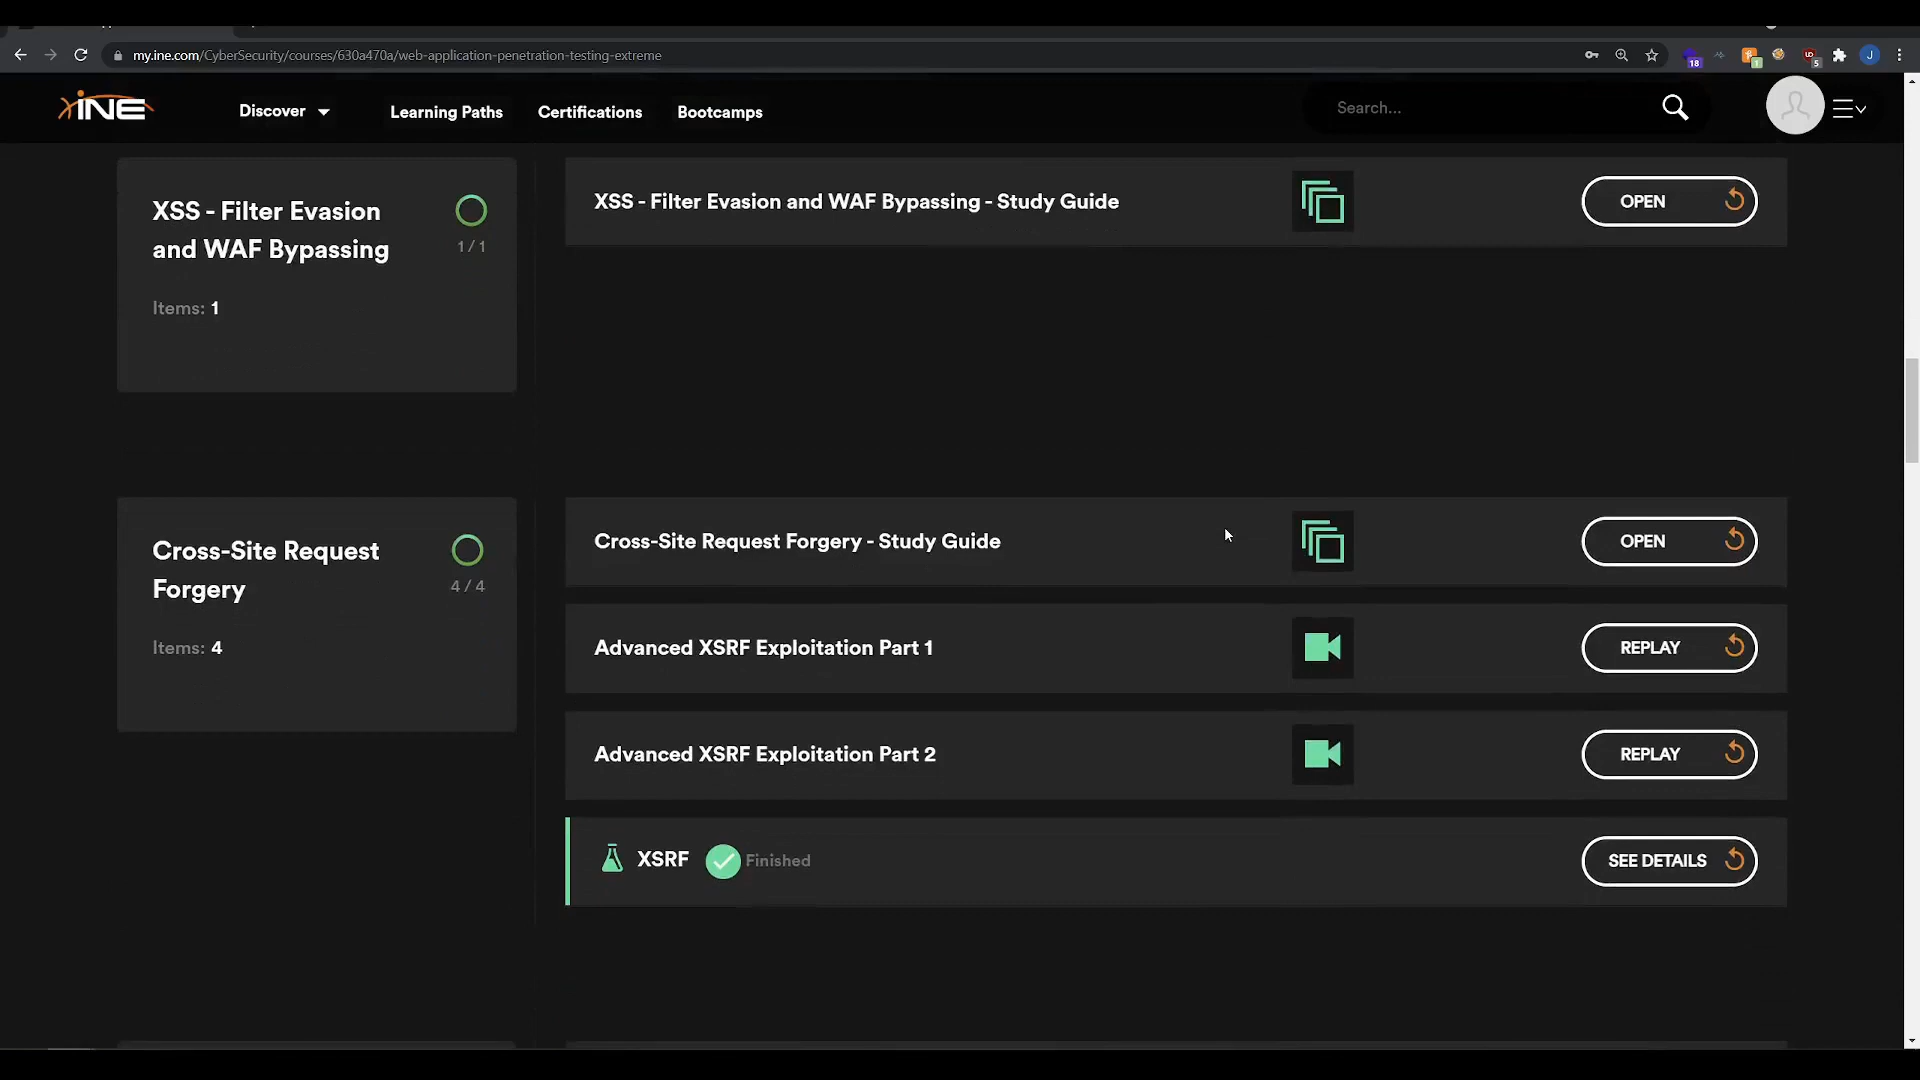 my.ine.com/CyberSecurity/courses/630a470a/web-application-penetration-testing-extreme
18
1
5
J
INE
Discover
Learning Paths
Certifications
Bootcamps
Search...
XSS - Filter Evasion
and WAF Bypassing
1 / 1
Items: 1
XSS - Filter Evasion and WAF Bypassing - Study Guide
OPEN
Cross-Site Request
Forgery
4 / 4
Items: 4
Cross-Site Request Forgery - Study Guide
OPEN
Advanced XSRF Exploitation Part 1
REPLAY
Advanced XSRF Exploitation Part 2
REPLAY
XSRF
Finished
SEE DETAILS